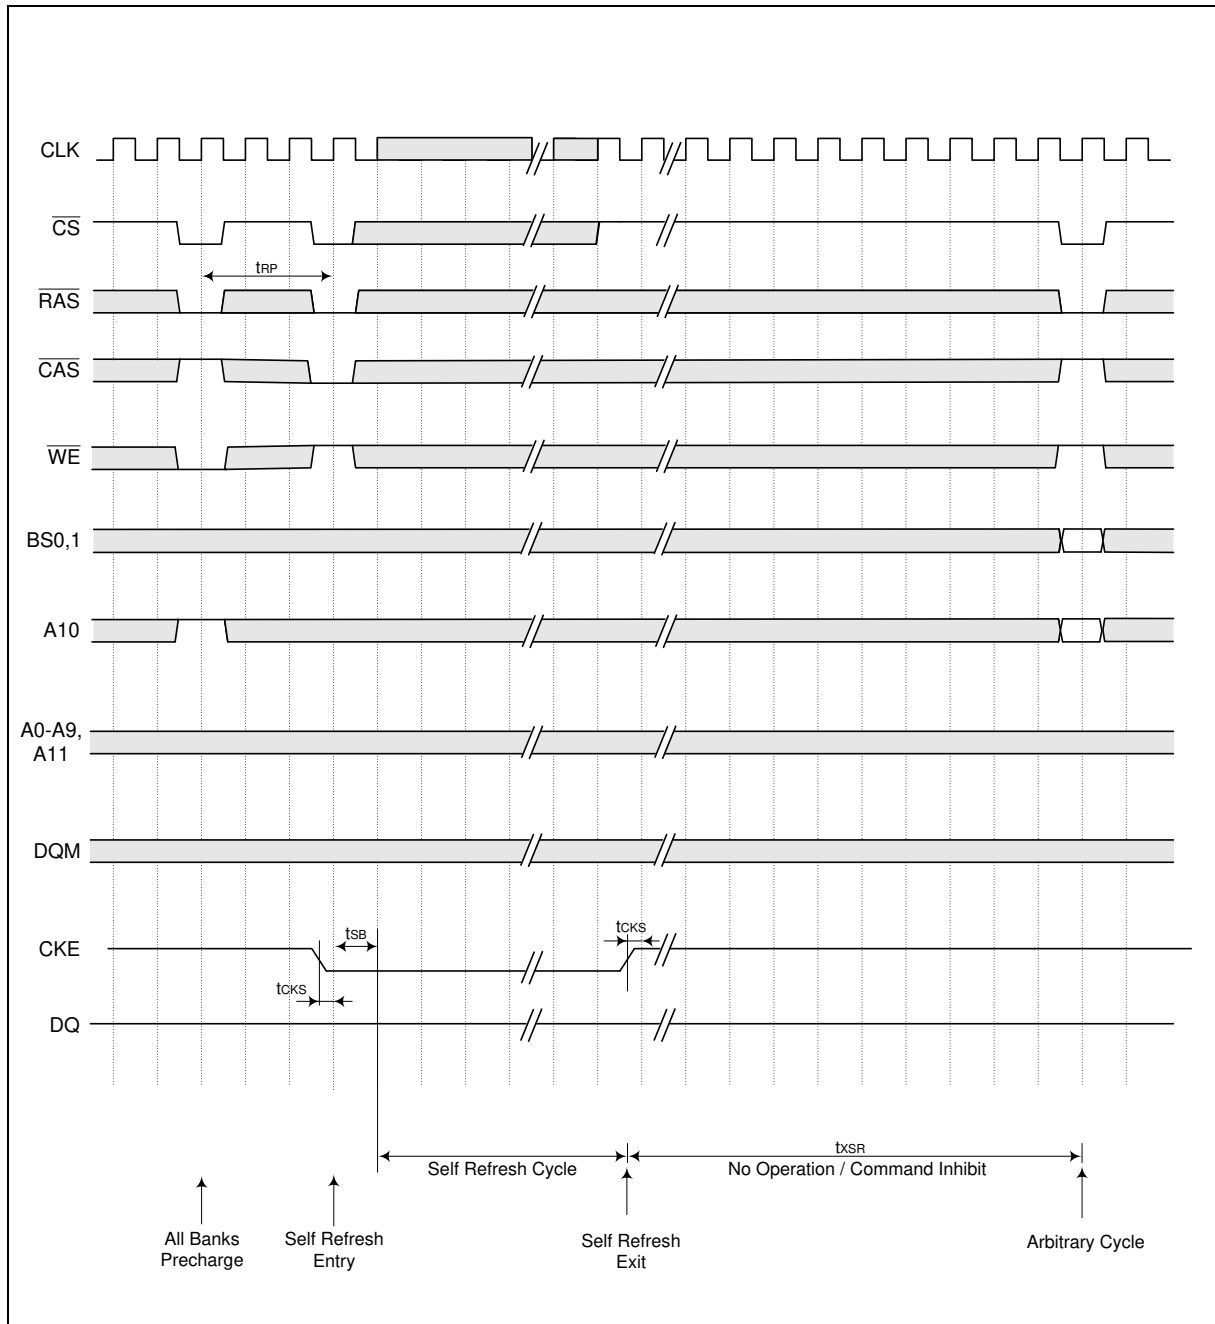 CLK
CS
tRP
RAS
CAS
WE
BS0,1
A10
A0-A9,
A11
DQM
tSB
tCKS
CKE
tCKS
DQ
tXSR
Self Refresh Cycle
No Operation / Command Inhibit
All Banks
Precharge
Self Refresh
Entry
Self Refresh
Exit
Arbitrary Cycle